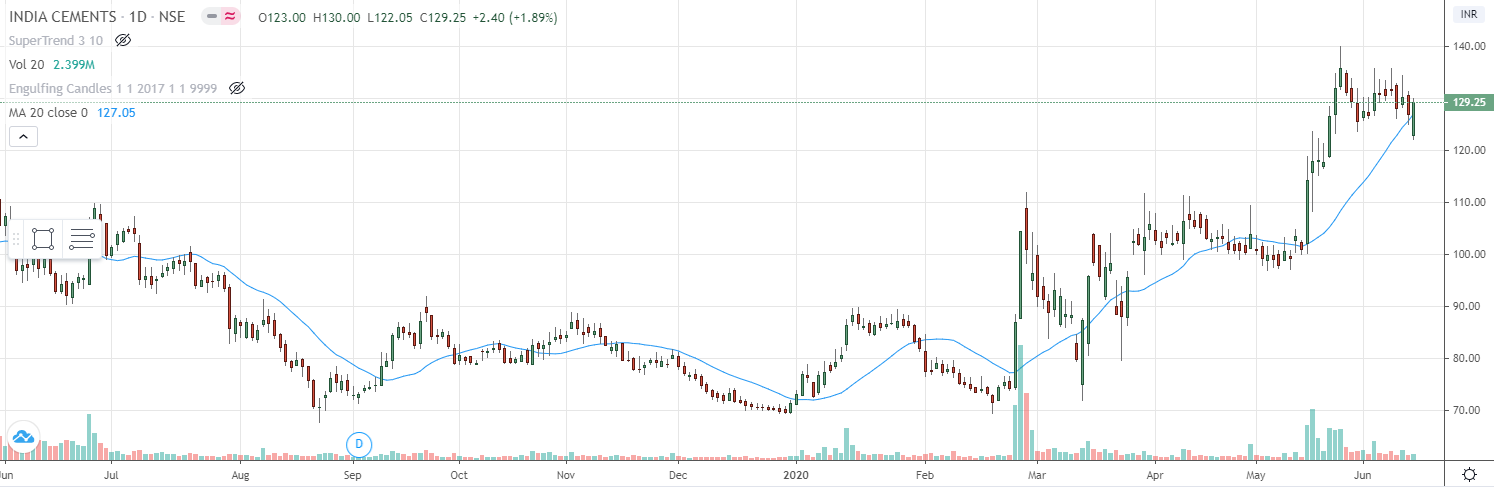 INDIA CEMENTS · 1D · NSE O123.00 H130.00 L122.05 C129.25 +2.40 (+1.89%)
INR
SuperTrend 3 10
Vol 20 2.399M
Engulfing Candles 1 1 2017 1 1 9999
MA 20 close 0 127.05
140.00
129.25
120.00
110.00
100.00
90.00
80.00
70.00
D
Jun Jul Aug Sep Oct Nov Dec 2020 Feb Mar Apr May Jun